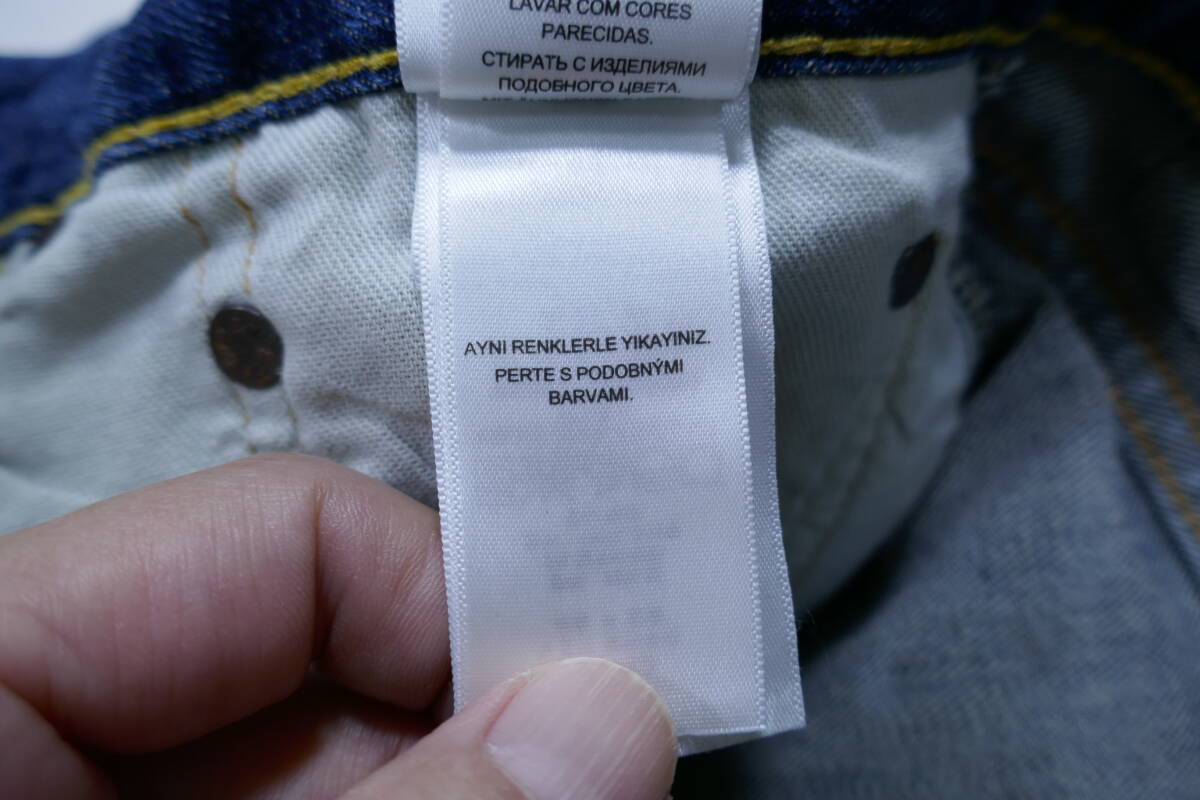 LAVAR COM CORES
PARECIDAS.
СТИРАТЬ С ИЗДЕЛИЯМИ
ПОДОБНОГО ЦВЕТА.
AYNI RENKLERLE YIKAYINIZ.
PERTE S PODOBNÝMI
BARVAMI.